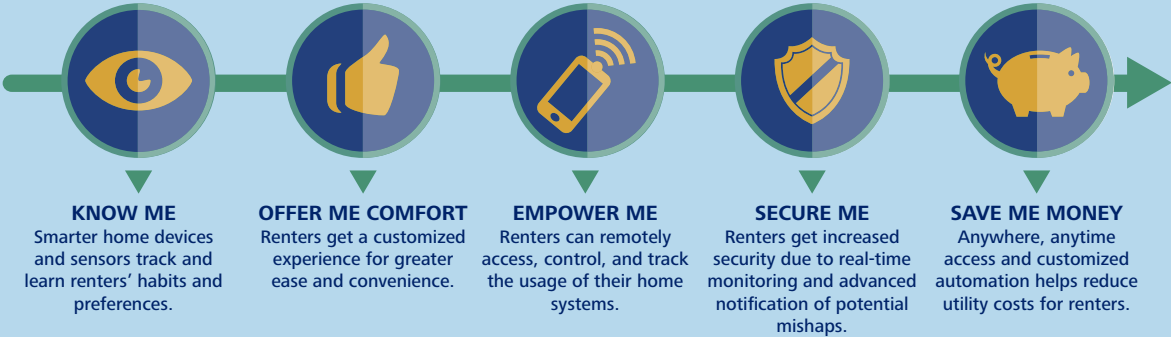 KNOW ME
Smarter home devices
and sensors track and
learn renters' habits and
preferences.
OFFER ME COMFORT
Renters get a customized
experience for greater
ease and convenience.
EMPOWER ME
Renters can remotely
access, control, and track
the usage of their home
systems.
SECURE ME
Renters get increased
security due to real-time
monitoring and advanced
notification of potential
mishaps.
SAVE ME MONEY
Anywhere, anytime
access and customized
automation helps reduce
utility costs for renters.